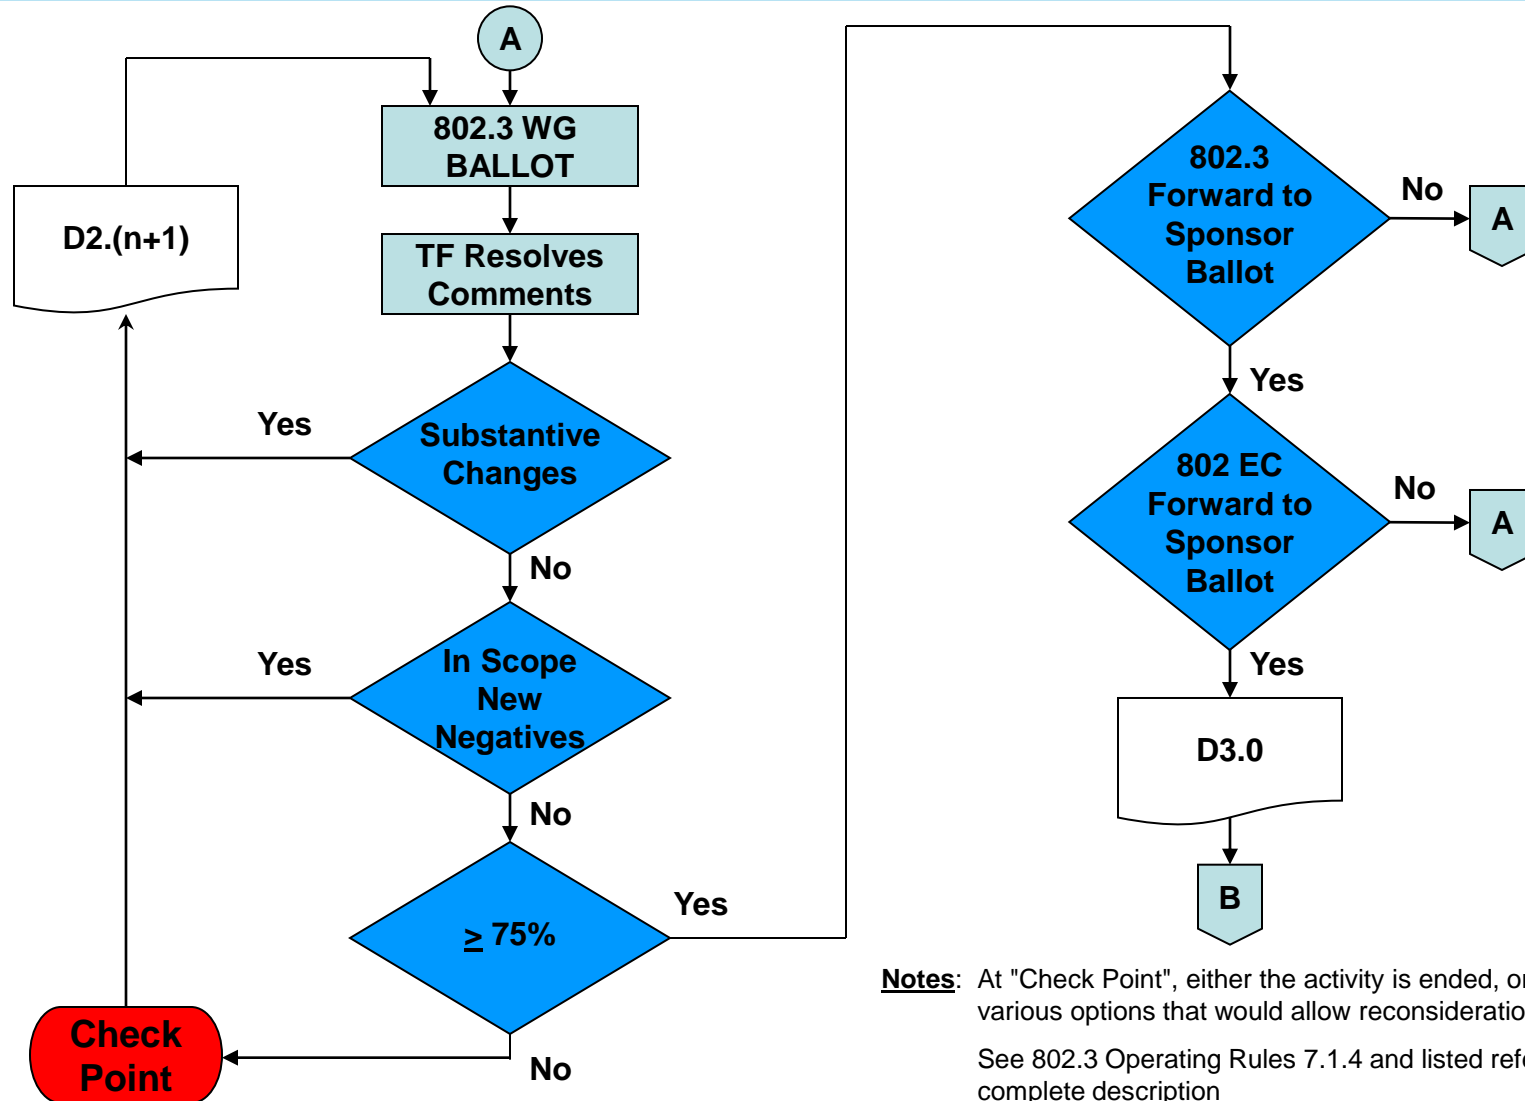 A
802.3 WG
BALLOT
D2.(n+1)
TF Resolves
Comments
Yes
Substantive
Changes
No
Yes
In Scope
New
Negatives
No
≥ 75%
Yes
No
Check
Point
802.3
Forward to
Sponsor
Ballot
No
A
Yes
802 EC
Forward to
Sponsor
Ballot
No
A
Yes
D3.0
B
Notes: At "Check Point", either the activity is ended, or
various options that would allow
See 802.3 Operating Rules 7.1.4 and listed
complete description